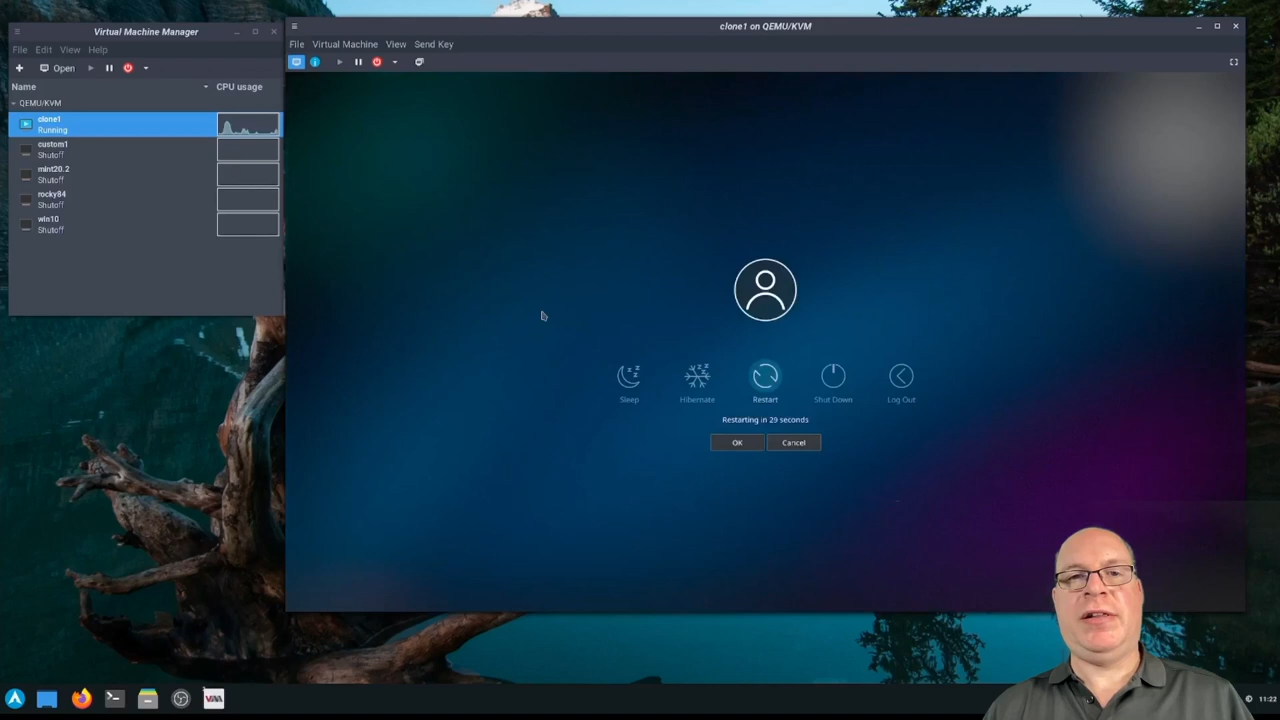 Virtual Machine Manager
File Edit View Help
Open
Name CPU usage
QEMU/KVM
clone1
Running
custom1
Shutoff
mint20.2
Shutoff
rocky84
Shutoff
win10
Shutoff
clone1 on QEMU/KVM
File Virtual Machine View Send Key
Sleep Hibernate Restart Shut Down Log Out
Restarting in 29 seconds
OK Cancel
11:22